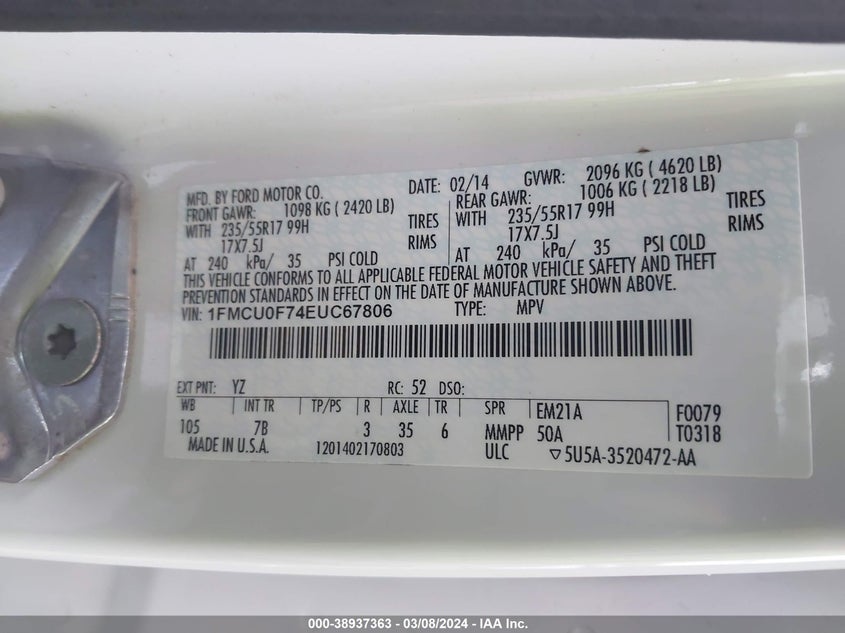 MFD. BY FORD MOTOR CO. DATE: 02/14 GVWR: 2096 KG ( 4620 LB)
FRONT GAWR: 1098 KG ( 2420 LB) REAR GAWR: 1006 KG ( 2218 LB)
WITH 235/55R17 99H TIRES WITH 235/55R17 99H TIRES
17X7.5J RIMS 17X7.5J RIMS
AT 240 kPa/ 35 PSI COLD AT 240 kPa/ 35 PSI COLD
THIS VEHICLE CONFORMS TO ALL APPLICABLE FEDERAL MOTOR VEHICLE SAFETY AND THEFT
PREVENTION STANDARDS IN EFFECT ON THE DATE OF MANUFACTURE SHOWN ABOVE.
VIN: 1FMCU0F74EUC67806 TYPE: MPV
EXT PNT: YZ RC: 52 DSO:
WB INT TR TP/PS R AXLE TR SPR EM21A F0079
105 7B 3 35 6 MMPP 50A T0318
MADE IN U.S.A. 1201402170803 ULC ▽5U5A-3520472-AA
000-38937363 - 03/08/2024 - IAA Inc.